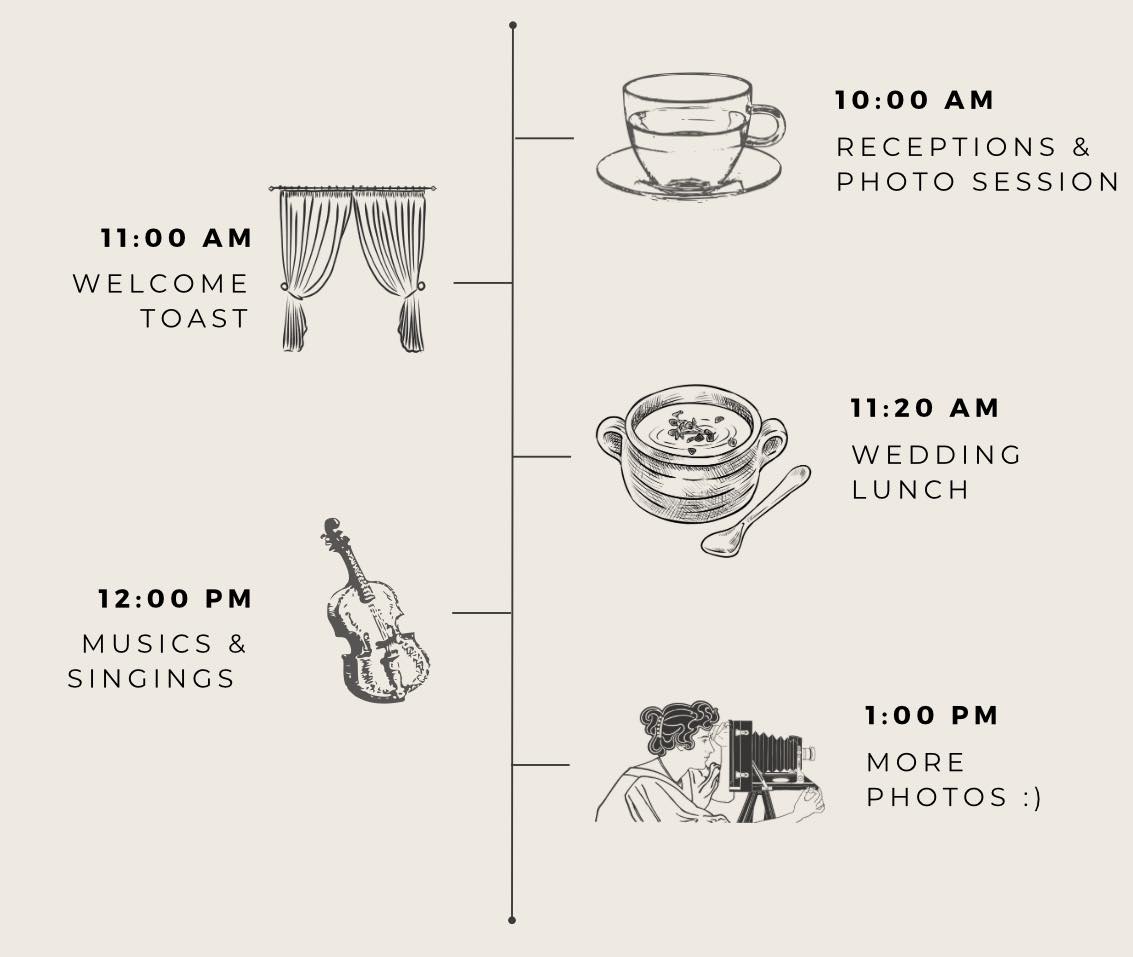 10:00 AM
RECEPTIONS &
PHOTO SESSION
11:00 AM
WELCOME
TOAST
11:20 AM
WEDDING
LUNCH
12:00 PM
MUSICS &
SINGINGS
1:00 PM
MORE
PHOTOS :)